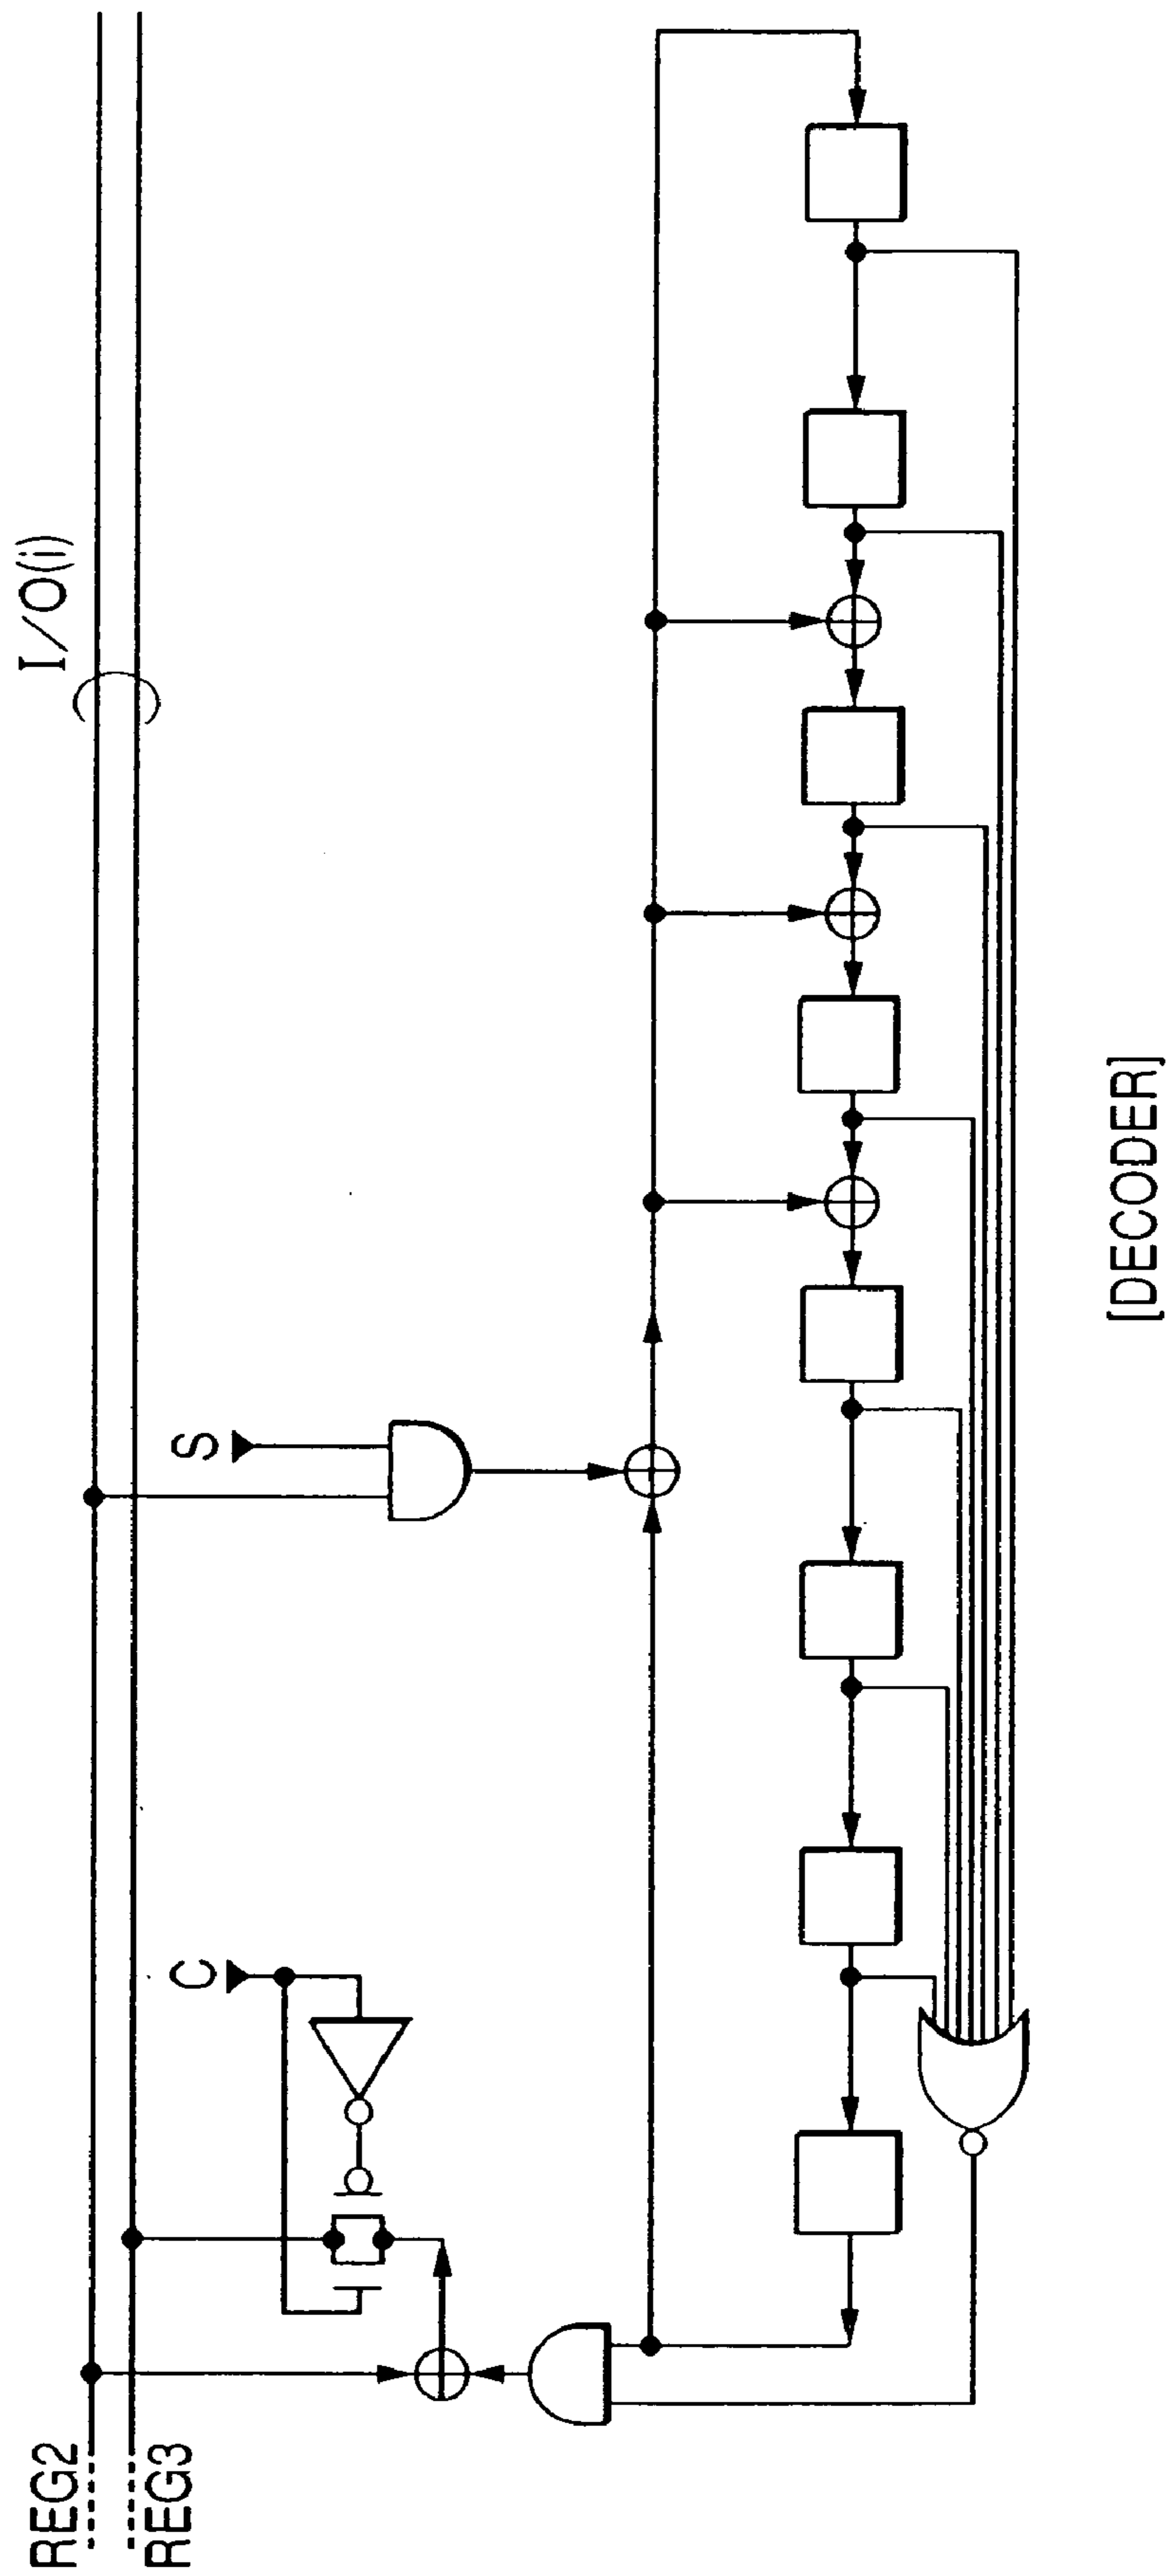 REG2
REG3
I/O(i)
C
S
[DECODER]